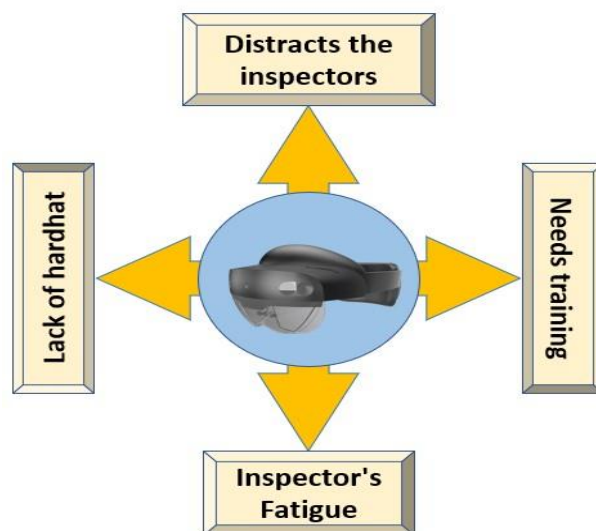 Distracts the
inspectors
Lack of hardhat
Needs training
Inspector's
Fatigue